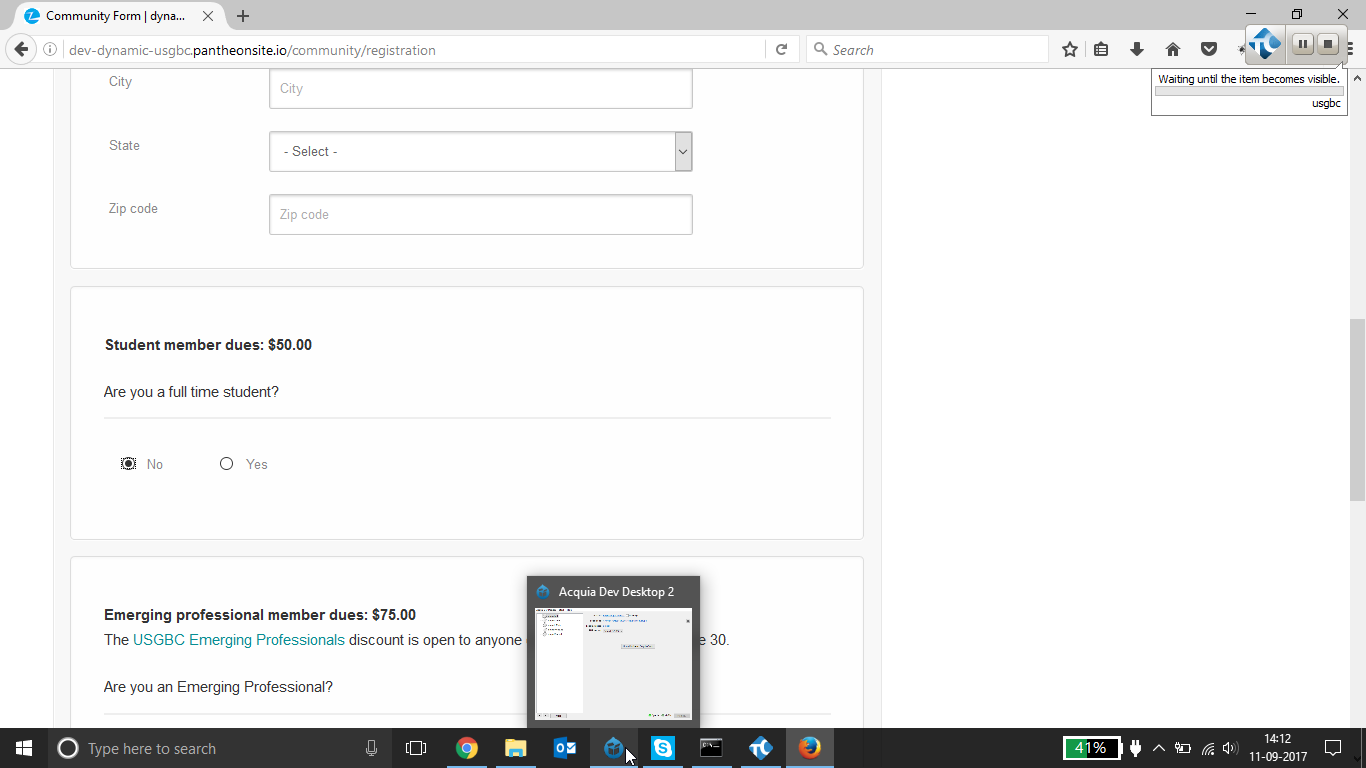 Community Form | dyna...
dev-dynamic-usgbc.pantheonsite.io/community/registration
Search
Waiting until the item becomes visible.
usgbc
City
City
State
- Select -
Zip code
Zip code
Student member dues: $50.00
Are you a full time student?
No
Yes
Emerging professional member dues: $75.00
The USGBC Emerging Professionals discount is open to anyone
30.
Are you an Emerging Professional?
Acquia Dev Desktop 2
Type here to search
41%
14:12
11-09-2017